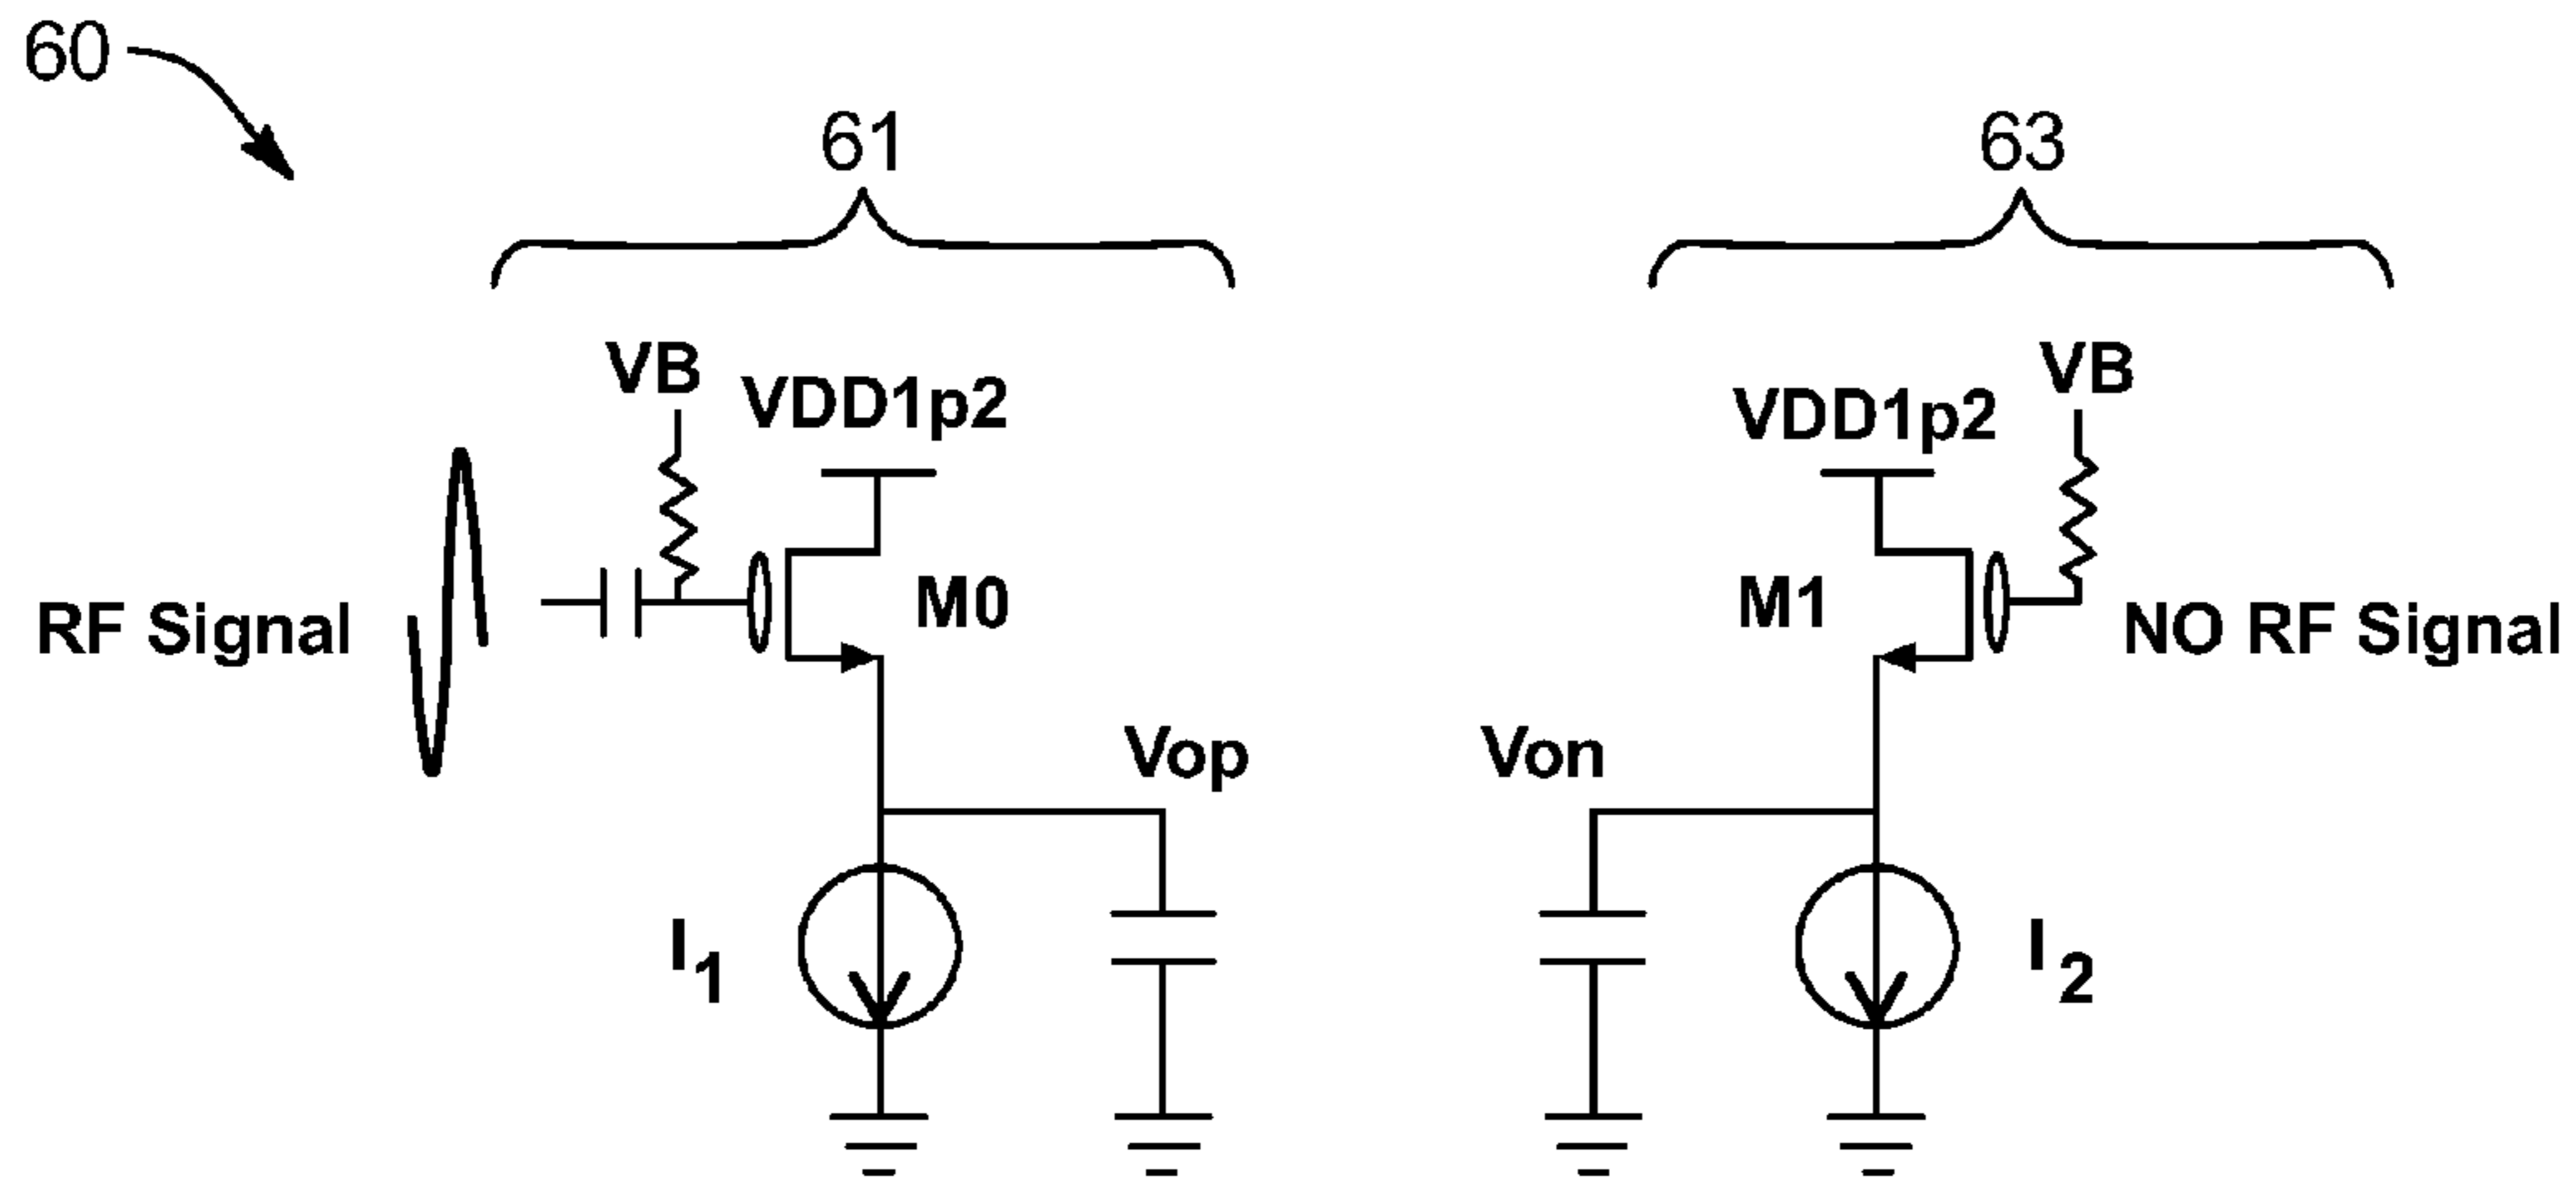 60
61
63
VB
VDD1p2
VDD1p2
VB
RF Signal
M0
M1
NO RF Signal
Vop
Von
I1
I2